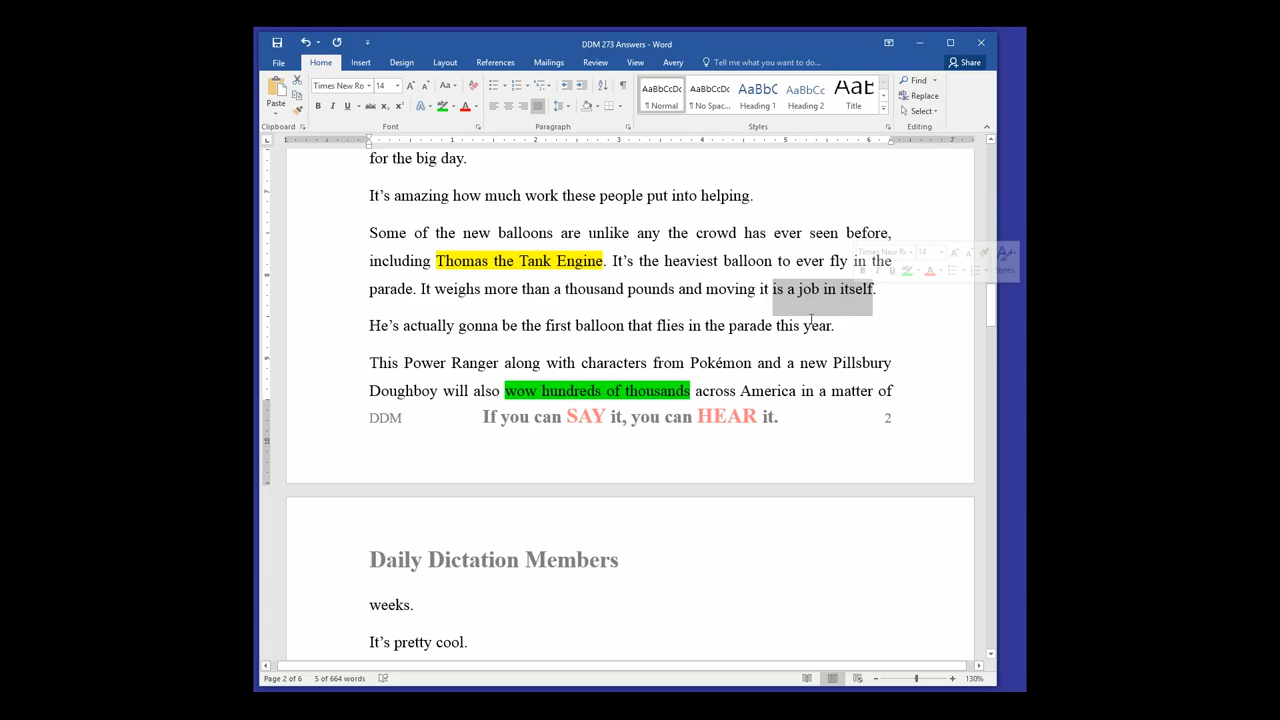 DDM 273 Answers - Word
File Home Insert Design Layout References Mailings Review View Avery Tell me what you want to do... Share
Paste
Times New Ro 14 Aa
AaBbCcDc AaBbCcDc AaBbC AaBbCc AaB
¶ Normal ¶ No Spac... Heading 1 Heading 2 Title
Find
Replace
Select
Clipboard Font Paragraph Styles Editing
for the big day.
It's amazing how much work these people put into helping.
Some of the new balloons are unlike any the crowd has ever seen before,
including Thomas the Tank Engine. It's the heaviest balloon to ever fly in the
parade. It weighs more than a thousand pounds and moving it is a job in itself.
He's actually gonna be the first balloon that flies in the parade this year.
This Power Ranger along with characters from Pokémon and a new Pillsbury
Doughboy will also wow hundreds of thousands across America in a matter of
DDM If you can SAY it, you can HEAR it. 2
Daily Dictation Members
weeks.
It's pretty cool.
Page 2 of 6 5 of 664 words 130%